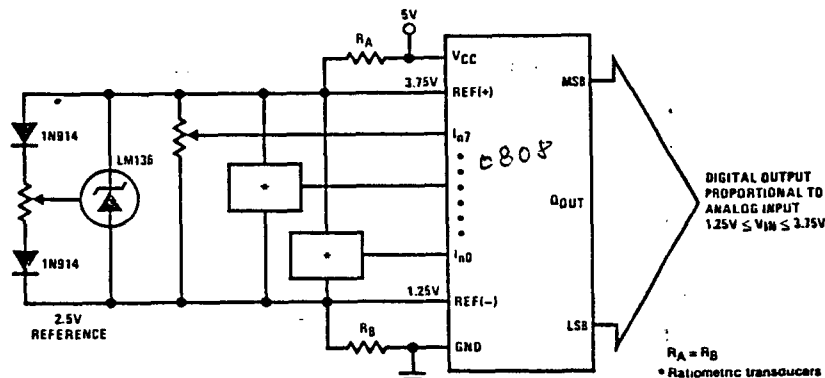 5V
RA
VCC
3.75V
REF(+)
MSB
1N914
LM136
In7
0808
*
DIGITAL OUTPUT
PROPORTIONAL TO
ANALOG INPUT
1.25V ≤ VIN ≤ 3.75V
QOUT
*
In0
1N914
1.25V
REF(-)
2.5V
REFERENCE
RB
LSB
GND
RA = RB
* Ratiometric transducers